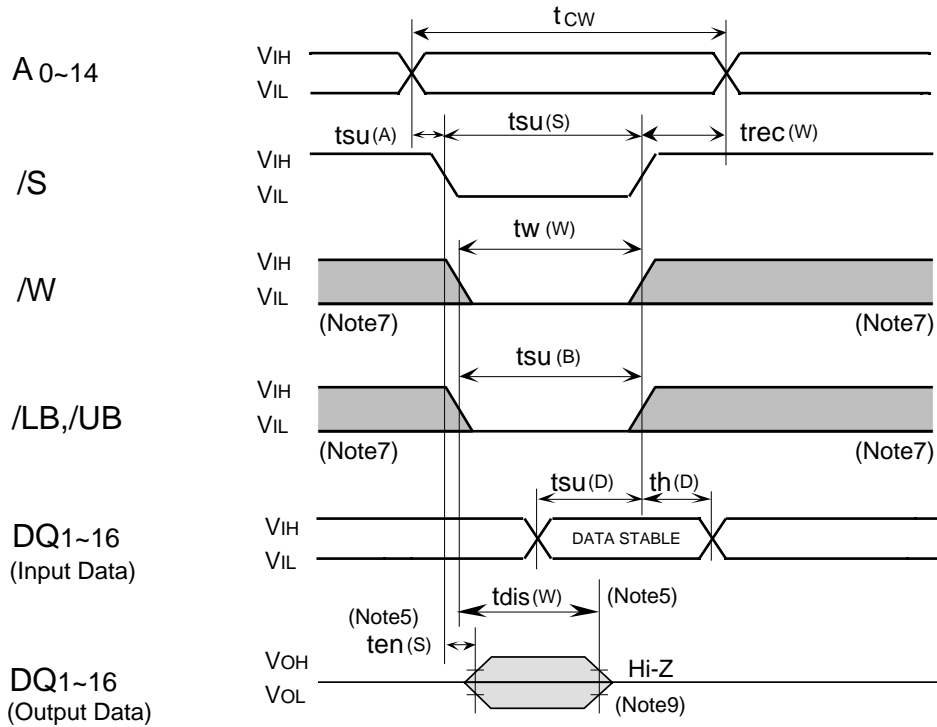 tCW
A 0~14
VIH
VIL
tsu(A)
tsu(S)
trec(W)
/S
VIH
VIL
tw (W)
/W
VIH
VIL
(Note7)
(Note7)
tsu (B)
/LB,/UB
VIH
VIL
(Note7)
(Note7)
tsu(D)
th(D)
DQ1~16
(Input Data)
VIH
VIL
DATA STABLE
tdis(W)
(Note5)
(Note5)
ten(S)
DQ1~16
(Output Data)
VOH
VOL
Hi-Z
(Note9)